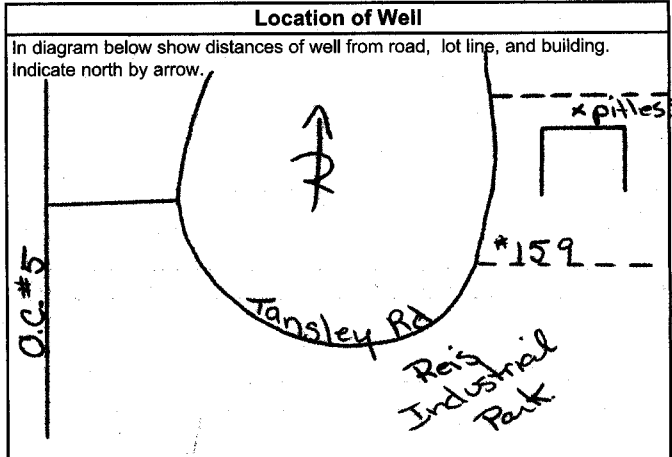 Location of Well
In diagram below show distances of well from road, lot line, and building.
Indicate north by arrow.
x pitles
#159
O.C. #5
Tansley Rd
Reis
Industrial
Park.